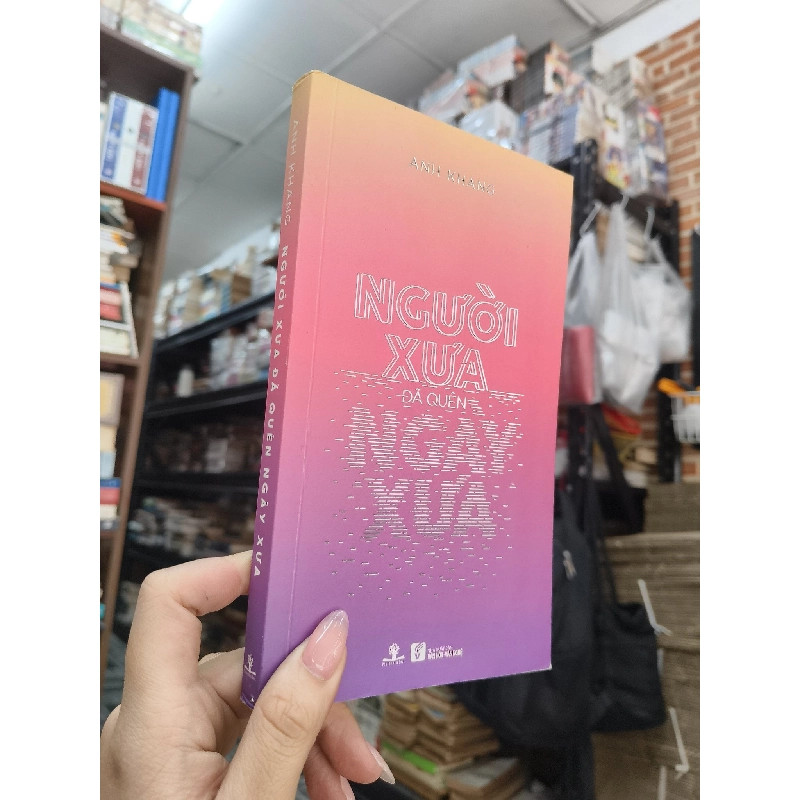 ANH KHANG
NGƯỜI
XƯA
ĐÃ QUÊN
NGÀY
XƯA
ANH KHANG NGƯỜI XƯA ĐÃ QUÊN NGÀY XƯA